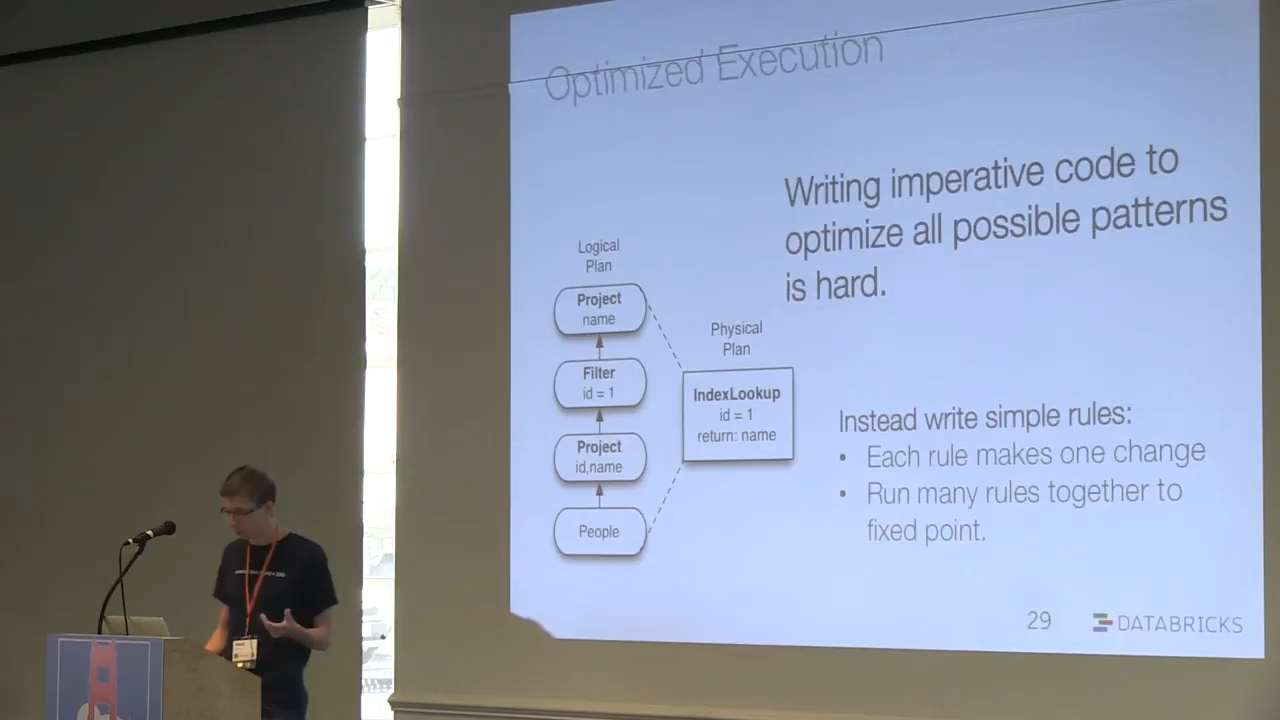 Optimized Execution
Writing imperative code to
optimize all possible patterns
is hard.
Logical
Plan
Project
name
Filter
id = 1
Project
id,name
People
Physical
Plan
IndexLookup
id = 1
return: name
Instead write simple rules:
• Each rule makes one change
• Run many rules together to
fixed point.
29
DATABRICKS